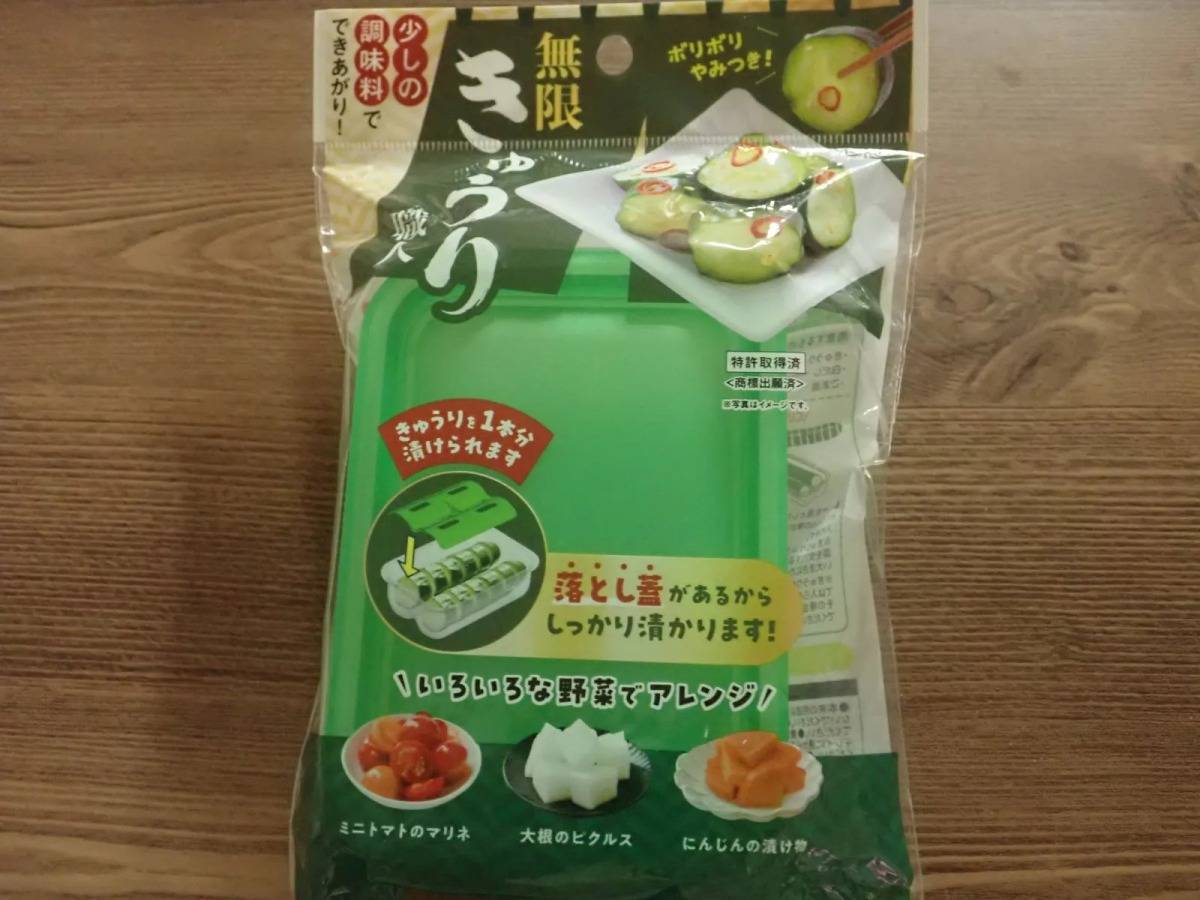 少しの
調味料で
できあがり！
無限
きゅうり
職人
ポリポリ
やみつき！
特許取得済
<商標出願済>
※写真はイメージです。
きゅうりを1本分
漬けられます
落とし蓋があるから
しっかり漬かります！
\いろいろな野菜でアレンジ/
ミニトマトのマリネ
大根のピクルス
にんじんの漬け物